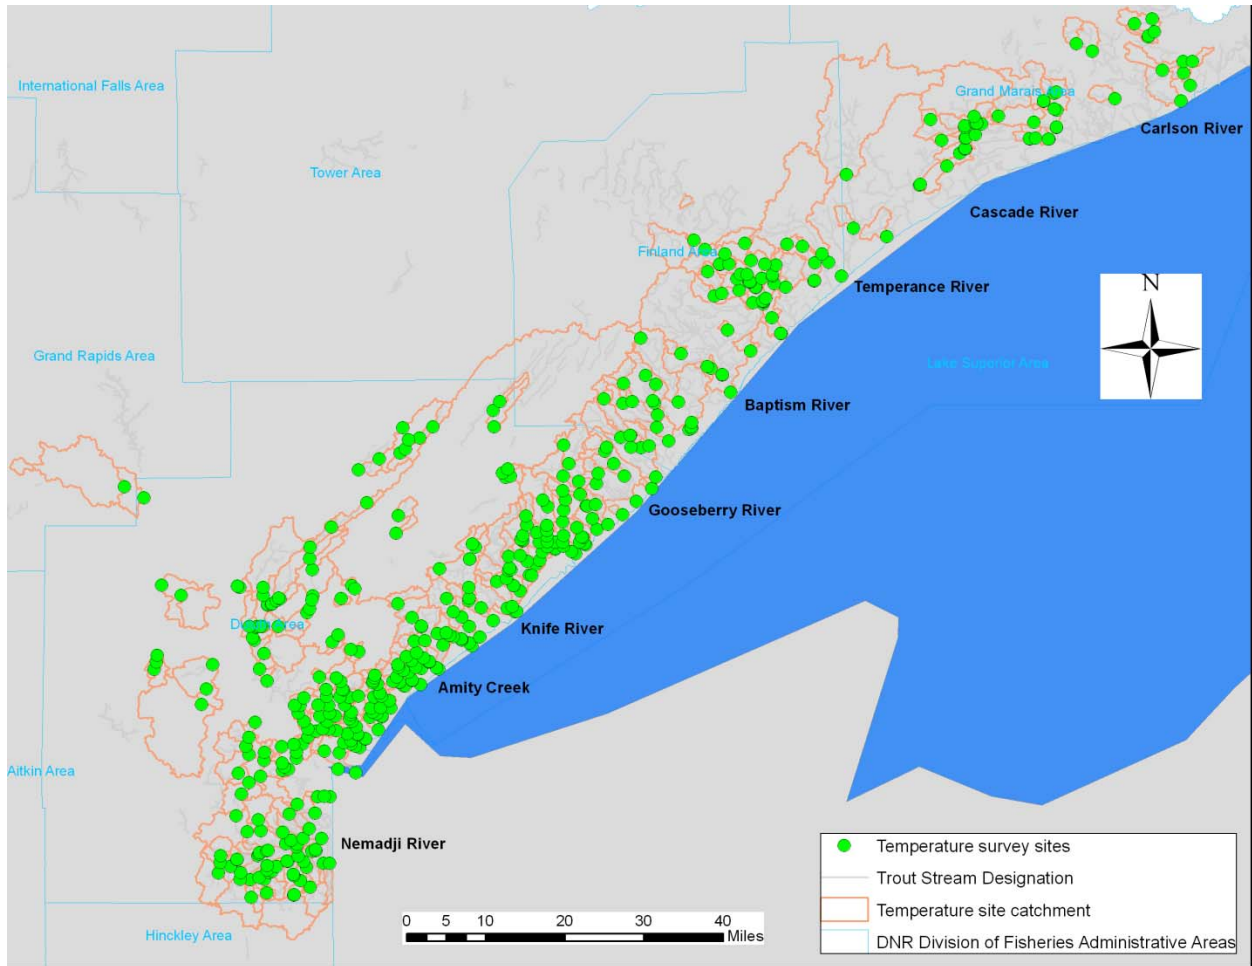 International Falls Area
Grand Marais Area
Carlson River
Tower Area
Cascade River
Finland Area
N
Temperance River
Grand Rapids Area
Lake Superior Area
Baptism River
Gooseberry River
Duluth Area
Knife River
Amity Creek
Aitkin Area
Nemadji River
Temperature survey sites
Trout Stream Designation
Temperature site catchment
DNR Division of Fisheries Administrative Areas
0 5 10 20 30 40
Miles
Hinckley Area